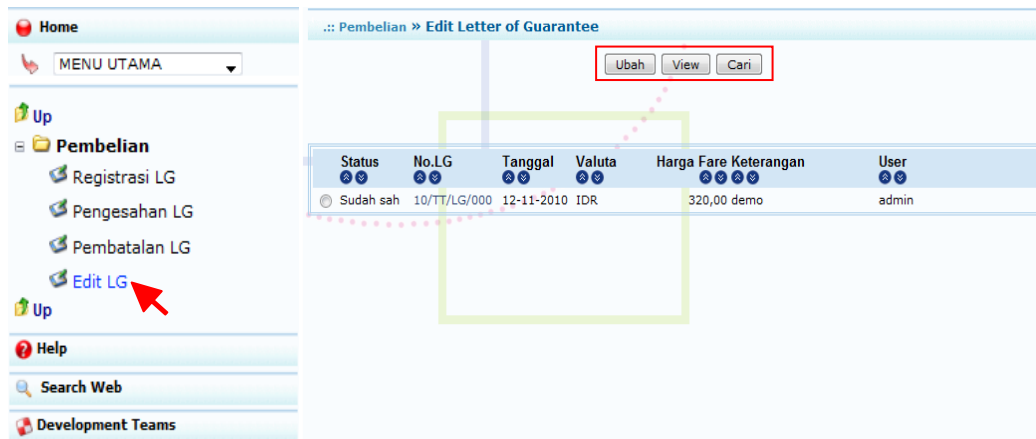 Home
MENU UTAMA
Up
Pembelian
Registrasi LG
Pengesahan LG
Pembatalan LG
Edit LG
Up
Help
Search Web
Development Teams
.:: Pembelian » Edit Letter of Guarantee
Ubah View Cari
Status No.LG Tanggal Valuta Harga Fare Keterangan User
Sudah sah 10/TT/LG/000 12-11-2010 IDR 320,00 demo admin